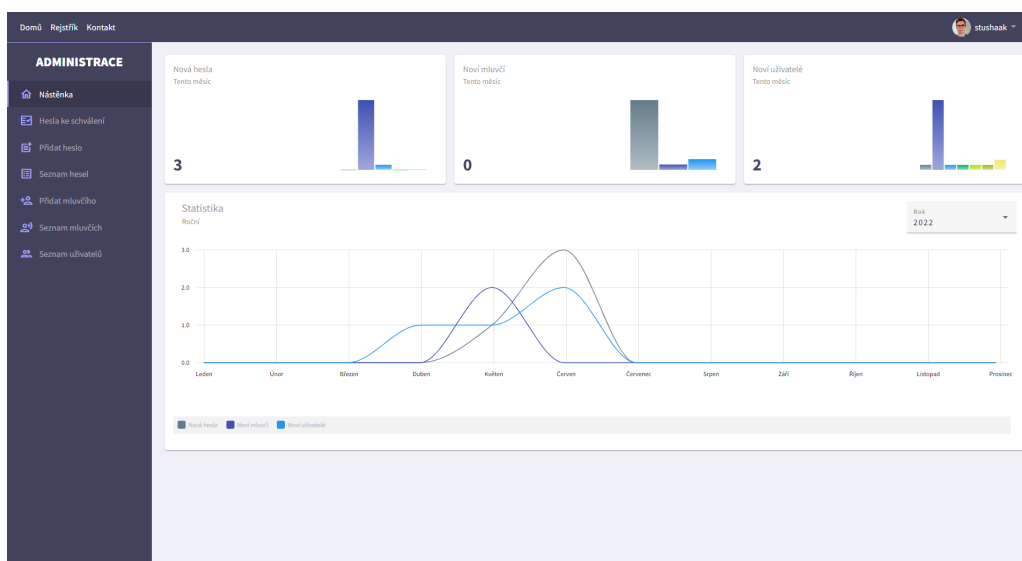 Domů Rejstřík Kontakt
stushaak
ADMINISTRACE
Nástěnka
Hesla ke schválení
Přidat heslo
Seznam hesel
Přidat mluvčího
Seznam mluvčích
Seznam uživatelů
Nová hesla
Tento měsíc
3
Noví mluvčí
Tento měsíc
0
Noví uživatelé
Tento měsíc
2
Statistika
Roční
Rok
2022
3.0
2.0
1.0
0.0
Leden Únor Březen Duben Květen Červen Červenec Srpen Září Říjen Listopad Prosinec
Nová hesla Noví mluvčí Noví uživatelé